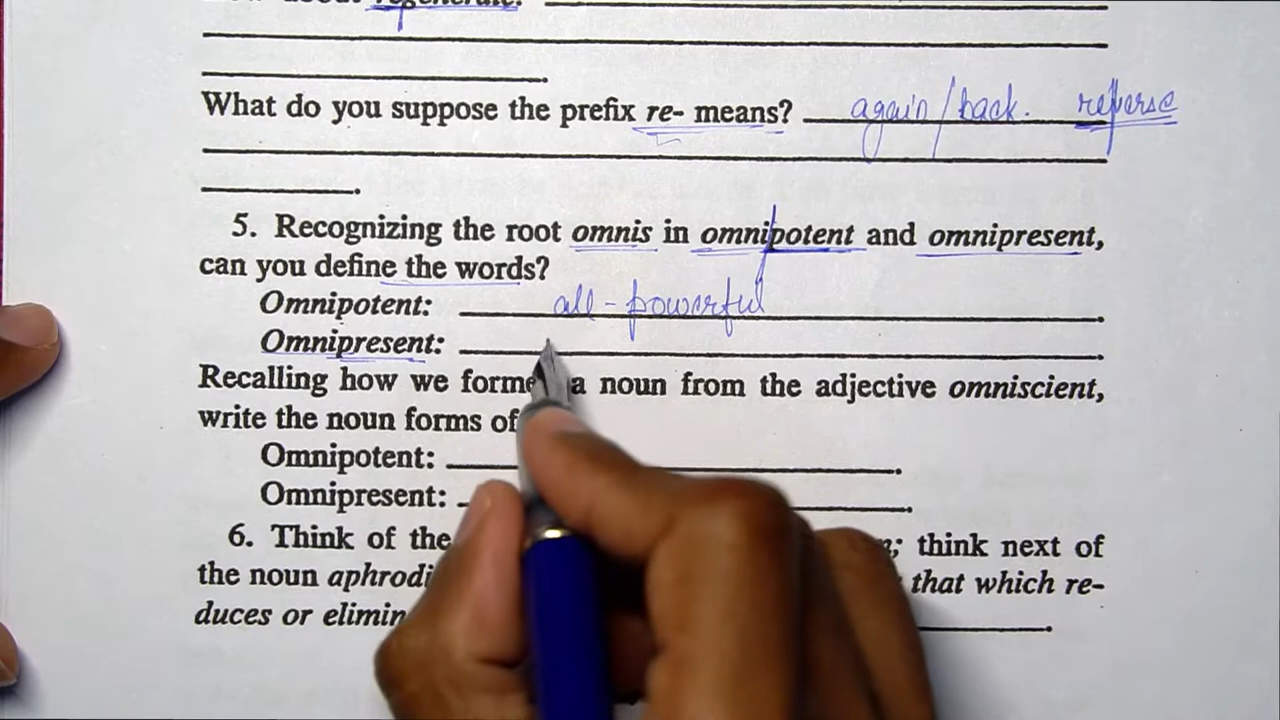 regenerate:
What do you suppose the prefix re- means? again/back. reverse
5. Recognizing the root omnis in omnipotent and omnipresent,
can you define the words?
Omnipotent: all-powerful
Omnipresent:
Recalling how we forme a noun from the adjective omniscient,
write the noun forms of
Omnipotent:
Omnipresent:
6. Think of the ; think next of
the noun aphrodi that which re-
duces or elimin